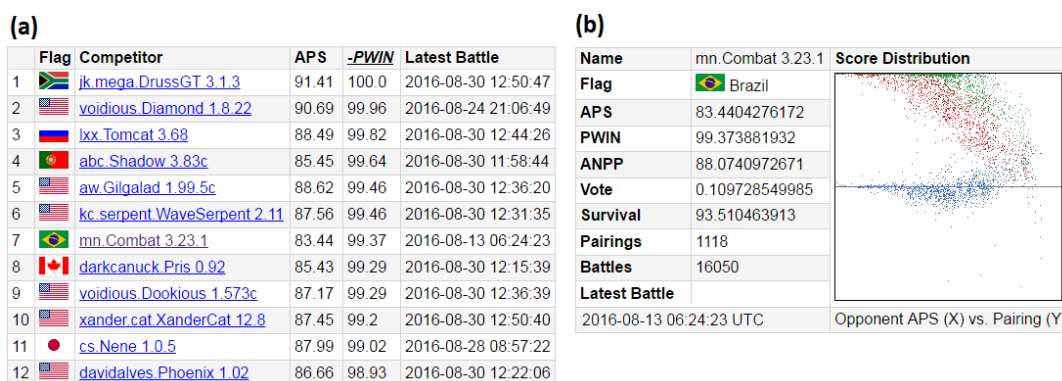 (a)
Flag Competitor APS -PWIN Latest Battle
1 jk.mega.DrussGT 3.1.3 91.41 100.0 2016-08-30 12:50:47
2 voidious.Diamond 1.8.22 90.69 99.96 2016-08-24 21:06:49
3 lxx.Tomcat 3.68 88.49 99.82 2016-08-30 12:44:26
4 abc.Shadow 3.83c 85.45 99.64 2016-08-30 11:58:44
5 aw.Gilgalad 1.99.5c 88.62 99.46 2016-08-30 12:36:20
6 kc.serpent.WaveSerpent 2.11 87.56 99.46 2016-08-30 12:31:35
7 mn.Combat 3.23.1 83.44 99.37 2016-08-13 06:24:23
8 darkcanuck.Pris 0.92 85.43 99.29 2016-08-30 12:15:39
9 voidious.Dookious 1.573c 87.17 99.29 2016-08-30 12:36:39
10 xander.cat.XanderCat 12.8 87.45 99.2 2016-08-30 12:50:40
11 cs.Nene 1.0.5 87.99 99.02 2016-08-28 08:57:22
12 davidalves.Phoenix 1.02 86.66 98.93 2016-08-30 12:22:06
(b)
Name mn.Combat 3.23.1 Score Distribution
Flag Brazil
APS 83.4404276172
PWIN 99.373881932
ANPP 88.0740972671
Vote 0.109728549985
Survival 93.510463913
Pairings 1118
Battles 16050
Latest Battle
2016-08-13 06:24:23 UTC Opponent APS (X) vs. Pairing (Y